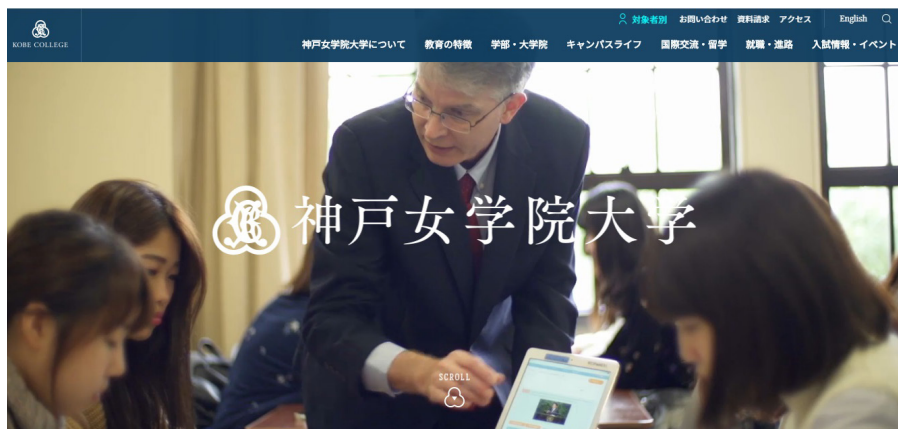 対象者別 お問い合わせ 資料請求 アクセス English
KOBE COLLEGE
神戸女学院大学について 教育の特徴 学部・大学院 キャンパスライフ 国際交流・留学 就職・進路 入試情報・イベント
神戸女学院大学
SCROLL